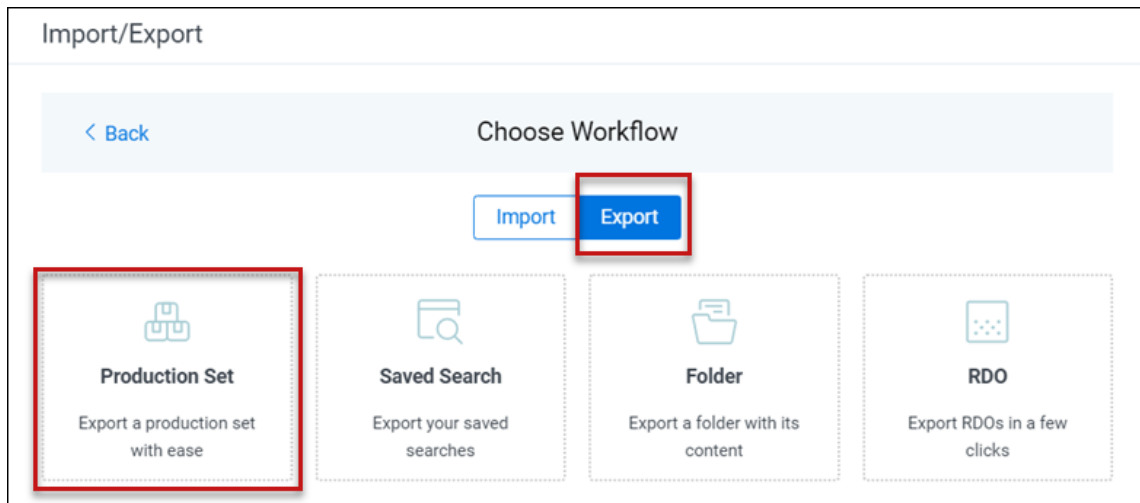 Import/Export
< Back
Choose Workflow
Import
Export
Production Set
Export a production set
with ease
Saved Search
Export your saved
searches
Folder
Export a folder with its
content
RDO
Export RDOs in a few
clicks